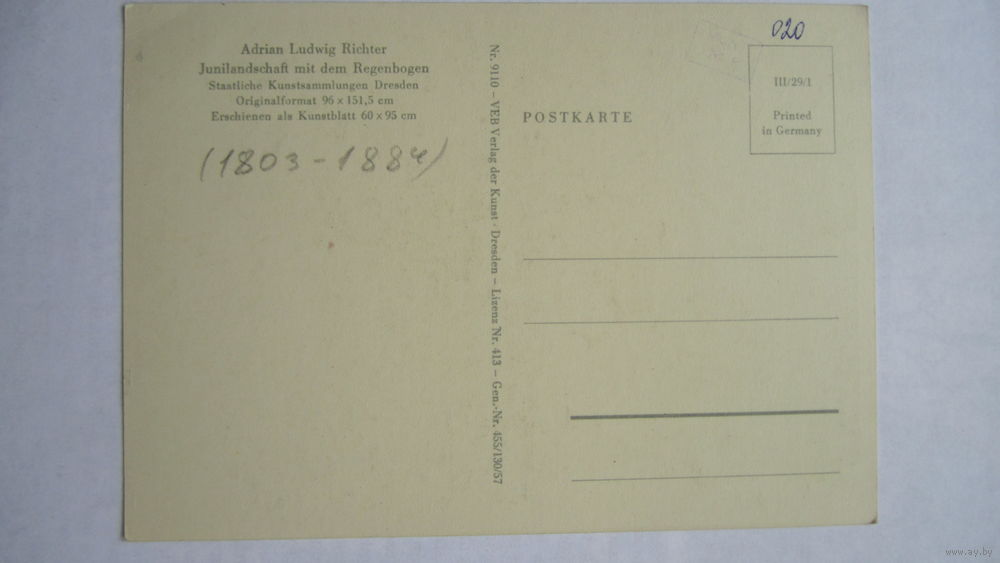 Adrian Ludwig Richter
Junilandschaft mit dem Regenbogen
Staatliche Kunstsammlungen Dresden
Originalformat 96 x 151,5 cm
Erschienen als Kunstblatt 60 x 95 cm
(1803 - 1884)
Nr. 9110 – VEB Verlag der Kunst · Dresden – Lizenz Nr. 413 – Gen.-Nr. 455/130/57
POSTKARTE
020
III/29/1
Printed
in Germany
www.ay.by